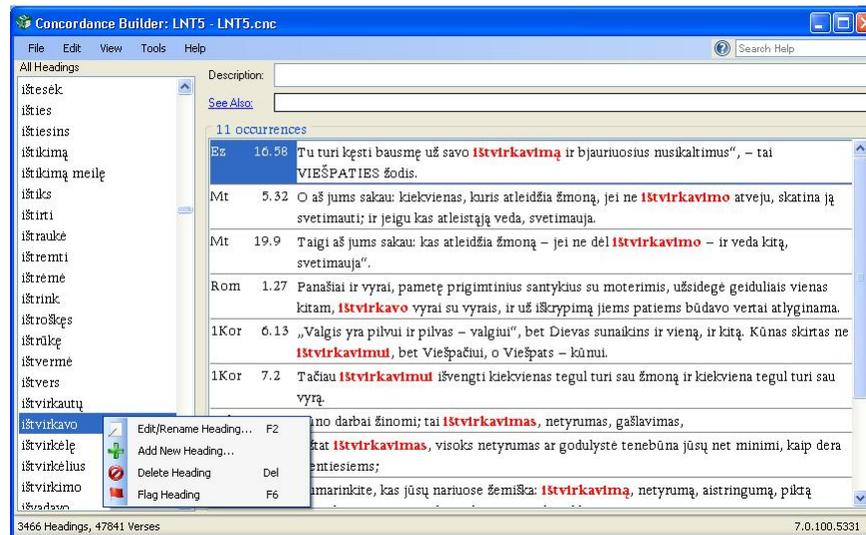 Concordance Builder: LNT5 - LNT5.cnc
File Edit View Tools Help
Search Help
All Headings
ištesėk
išties
ištiesins
ištikimą
ištikimą meilę
ištiks
ištirti
ištraukė
ištremti
ištrėmė
ištrink
ištroškęs
ištrūkę
ištvermė
ištvers
ištvirkautų
ištvirkavo
ištvirkėlę
ištvirkėlius
ištvirkimo
išvadavo
Description:
See Also:
11 occurrences
Ez 16.58 Tu turi kęsti bausmę už savo ištvirkavimą ir bjauriuosius nusikaltimus“, – tai
VIEŠPATIES žodis.
Mt 5.32 O aš jums sakau: kiekvienas, kuris atleidžia žmoną, jei ne ištvirkavimo atveju, skatina ją
svetimauti; ir jeigu kas atleistąją veda, svetimauja.
Mt 19.9 Taigi aš jums sakau: kas atleidžia žmoną – jei ne dėl ištvirkavimo – ir veda kitą,
svetimauja“.
Rom 1.27 Panašiai ir vyrai, pametę prigimtinius santykius su moterimis, užsidegė geiduliais vienas
kitam, ištvirkavo vyrai su vyrais, ir už iškrypimą jiems patiems būdavo vertai atlyginama.
1Kor 6.13 „Valgis yra pilvui ir pilvas – valgiui“, bet Dievas sunaikins ir vieną, ir kitą. Kūnas skirtas ne
ištvirkavimui, bet Viešpačiui, o Viešpats – kūnui.
1Kor 7.2 Tačiau ištvirkavimui išvengti kiekvienas tegul turi sau žmoną ir kiekviena tegul turi sau
vyrą.
no darbai žinomi; tai ištvirkavimas, netyrumas, gašlavimas,
štat ištvirkavimas, visoks netyrumas ar godulystė tenebūna jūsų net minimi, kaip dera
entiesiems;
umarinkite, kas jūsų nariuose žemiška: ištvirkavimą, netyrumą, aistringumą, piktą
Edit/Rename Heading... F2
Add New Heading...
Delete Heading Del
Flag Heading F6
3466 Headings, 47841 Verses
7.0.100.5331